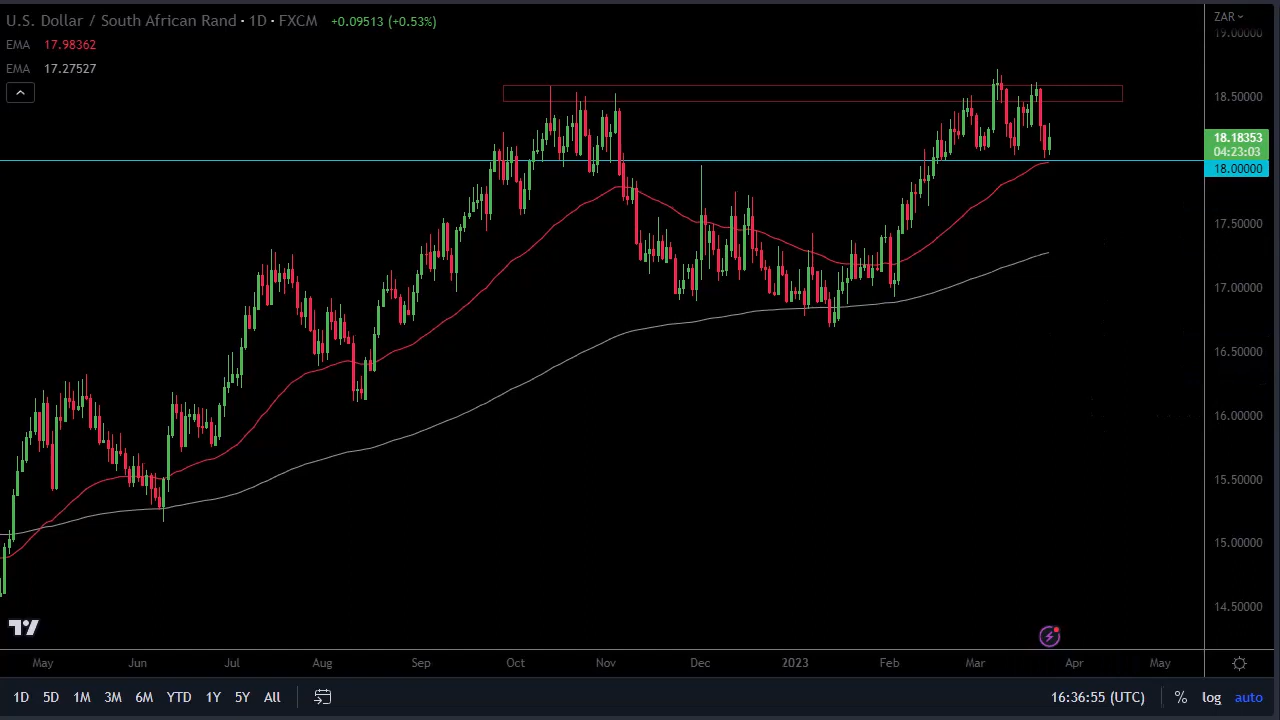 U.S. Dollar / South African Rand · 1D · FXCM +0.09513 (+0.53%)
EMA 17.98362
EMA 17.27527
ZAR
19.00000
18.50000
18.18353
04:23:03
18.00000
17.50000
17.00000
16.50000
16.00000
15.50000
15.00000
14.50000
May Jun Jul Aug Sep Oct Nov Dec 2023 Feb Mar Apr May
1D 5D 1M 3M 6M YTD 1Y 5Y All 16:36:55 (UTC) % log auto